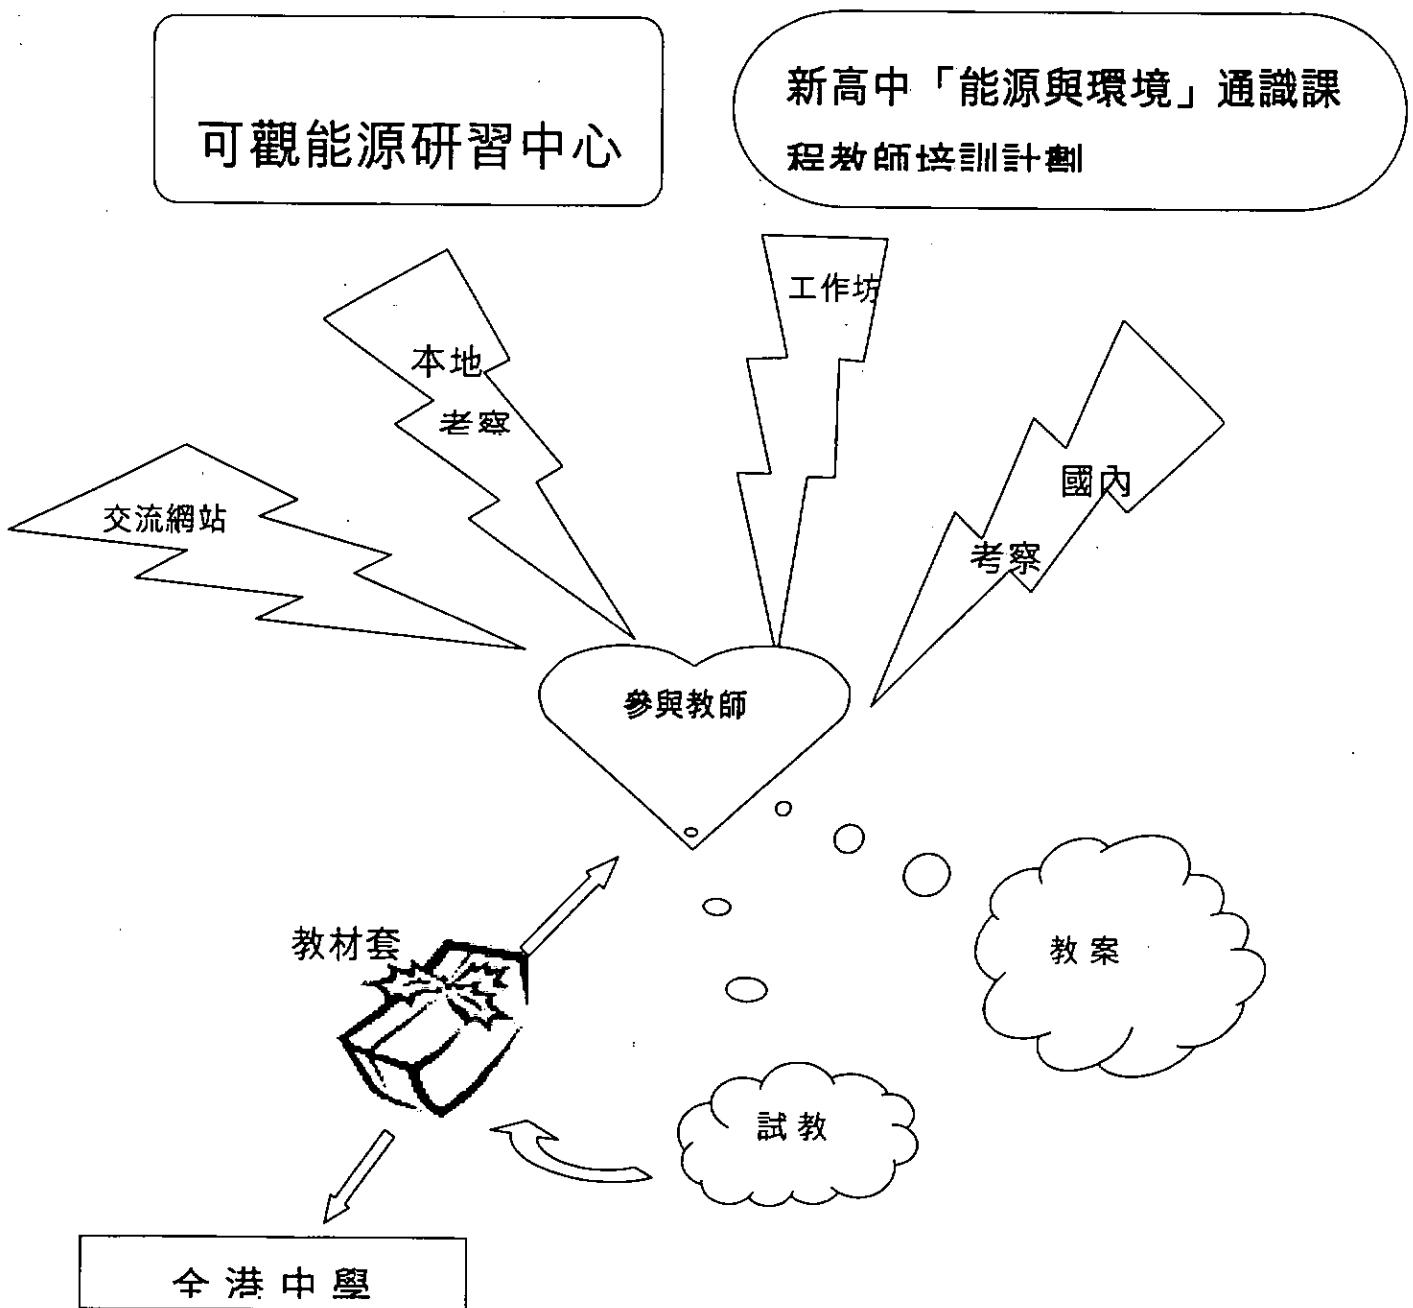 可觀能源研習中心
新高中「能源與環境」通識課
程教師培訓計劃
工作坊
本地
考察
國內
考察
交流網站
參與教師
教材套
教案
試教
全港中學